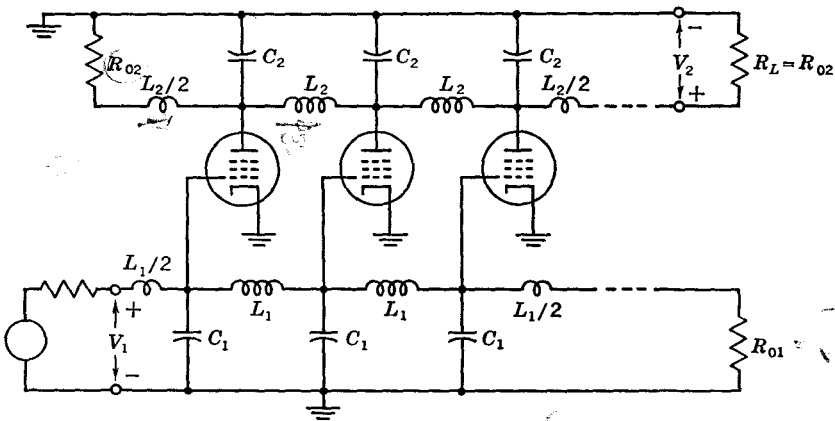 C₂ C₂ C₂ − R₀₂ V₂ R_L = R₀₂
L₂/2 L₂ L₂ L₂/2 +
L₁/2 + L₁ L₁ L₁/2
V₁ C₁ C₁ C₁ R₀₁
−